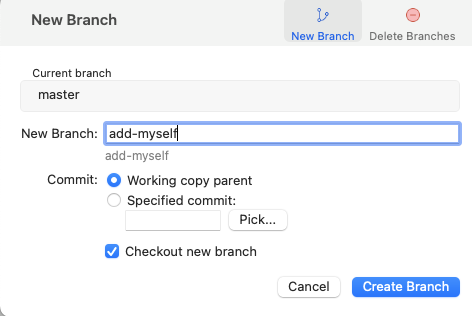 New Branch
New Branch
Delete Branches
Current branch
master
New Branch: add-myself
add-myself
Commit: Working copy parent
Specified commit:
Pick...
Checkout new branch
Cancel
Create Branch